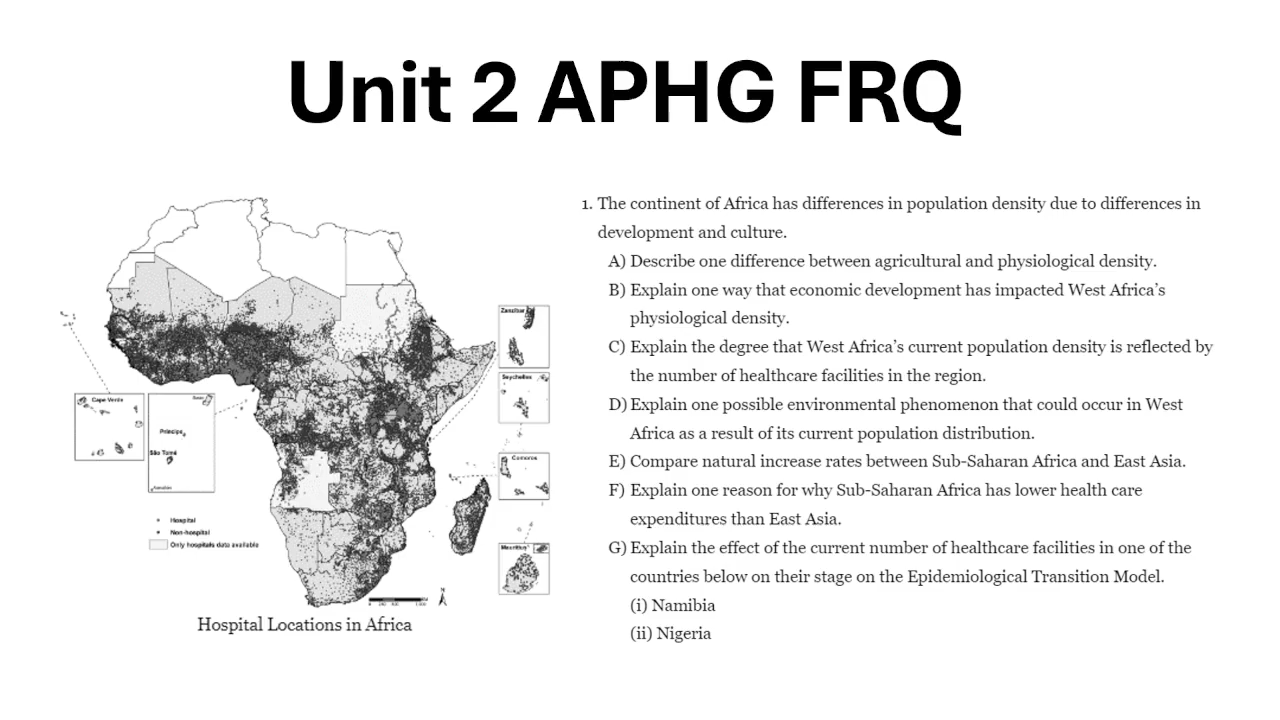 Unit 2 APHG FRQ
1. The continent of Africa has differences in population density due to differences in
development and culture.
A) Describe one difference between agricultural and physiological density.
B) Explain one way that economic development has impacted West Africa's
physiological density.
C) Explain the degree that West Africa's current population density is reflected by
the number of healthcare facilities in the region.
D) Explain one possible environmental phenomenon that could occur in West
Africa as a result of its current population distribution.
E) Compare natural increase rates between Sub-Saharan Africa and East Asia.
F) Explain one reason for why Sub-Saharan Africa has lower health care
expenditures than East Asia.
G) Explain the effect of the current number of healthcare facilities in one of the
countries below on their stage on the Epidemiological Transition Model.
(i) Namibia
(ii) Nigeria
Zanzibar
Seychelles
Comoros
Mauritius
Cape Verde
Príncipe
São Tomé
Hospital
Non-hospital
Only hospitals data available
N
Hospital Locations in Africa